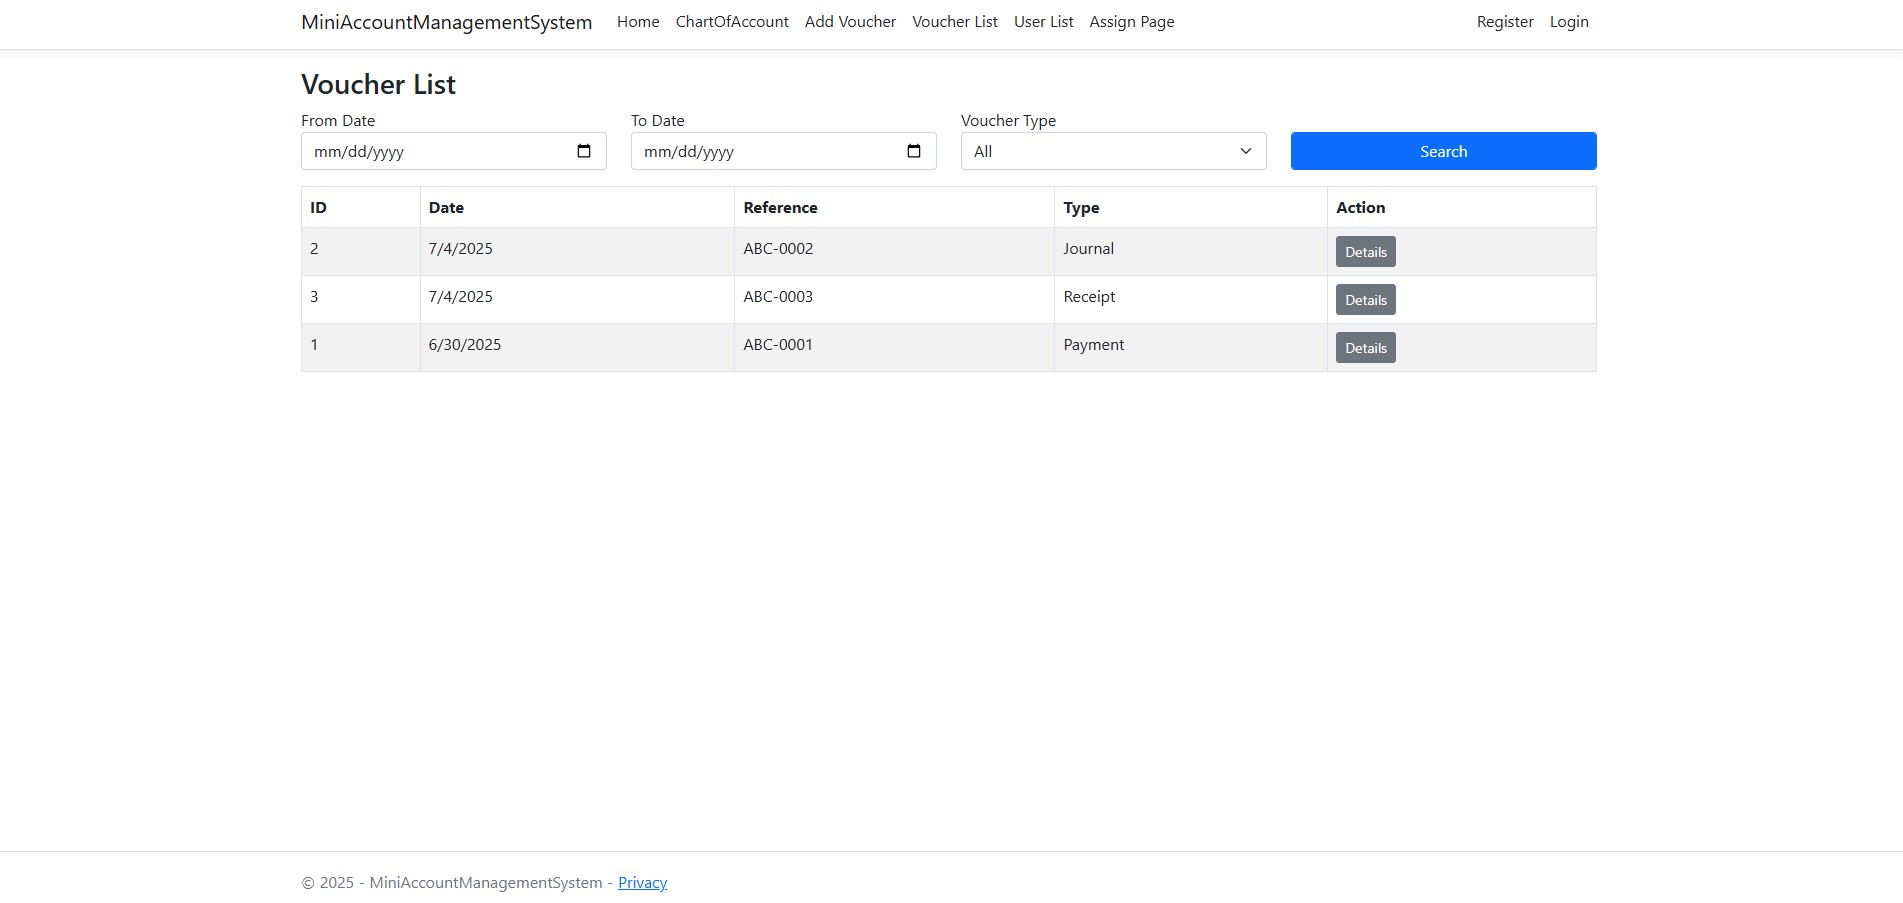 MiniAccountManagementSystem Home ChartOfAccount Add Voucher Voucher List User List Assign Page Register Login
Voucher List
From Date To Date Voucher Type
mm/dd/yyyy mm/dd/yyyy All Search
ID Date Reference Type Action
2 7/4/2025 ABC-0002 Journal Details
3 7/4/2025 ABC-0003 Receipt Details
1 6/30/2025 ABC-0001 Payment Details
© 2025 - MiniAccountManagementSystem - Privacy